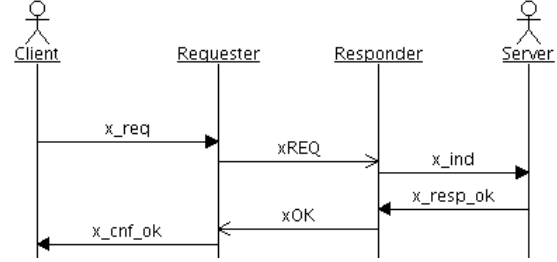 Client Requester Responder Server
x_req
xREQ
x_ind
x_resp_ok
xOK
x_cnf_ok